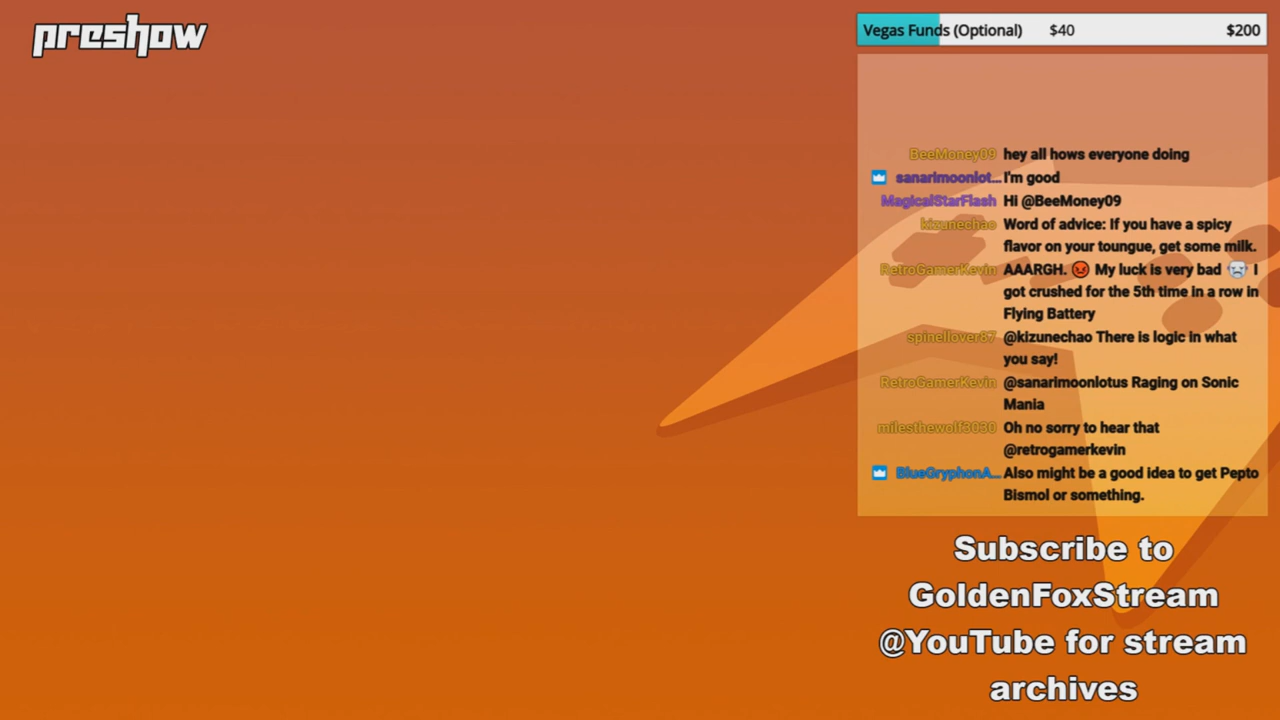 preshow
Vegas Funds (Optional) $40 $200
BeeMoney09 hey all hows everyone doing
sanarimoonlot... I'm good
MagicalStarFlash Hi @BeeMoney09
kizunechao Word of advice: If you have a spicy
flavor on your toungue, get some milk.
RetroGamerKevin AAARGH. 😡 My luck is very bad 😭 I
got crushed for the 5th time in a row in
Flying Battery
spinellover87 @kizunechao There is logic in what
you say!
RetroGamerKevin @sanarimoonlotus Raging on Sonic
Mania
milesthewolf3030 Oh no sorry to hear that
@retrogamerkevin
BlueGryphonA... Also might be a good idea to get Pepto
Bismol or something.
Subscribe to
GoldenFoxStream
@YouTube for stream
archives